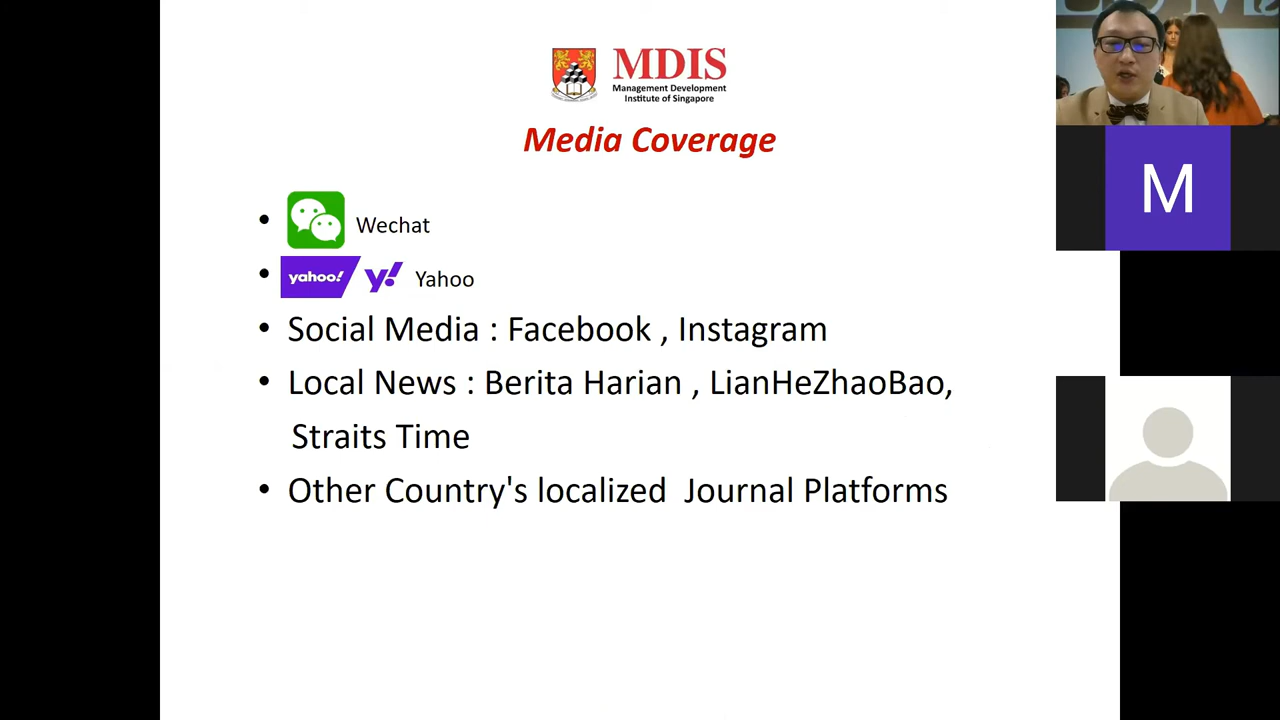 MDIS
Management Development
Institute of Singapore
Media Coverage
• Wechat
• yahoo! y! Yahoo
• Social Media : Facebook , Instagram
• Local News : Berita Harian , LianHeZhaoBao,
Straits Time
• Other Country's localized Journal Platforms
M